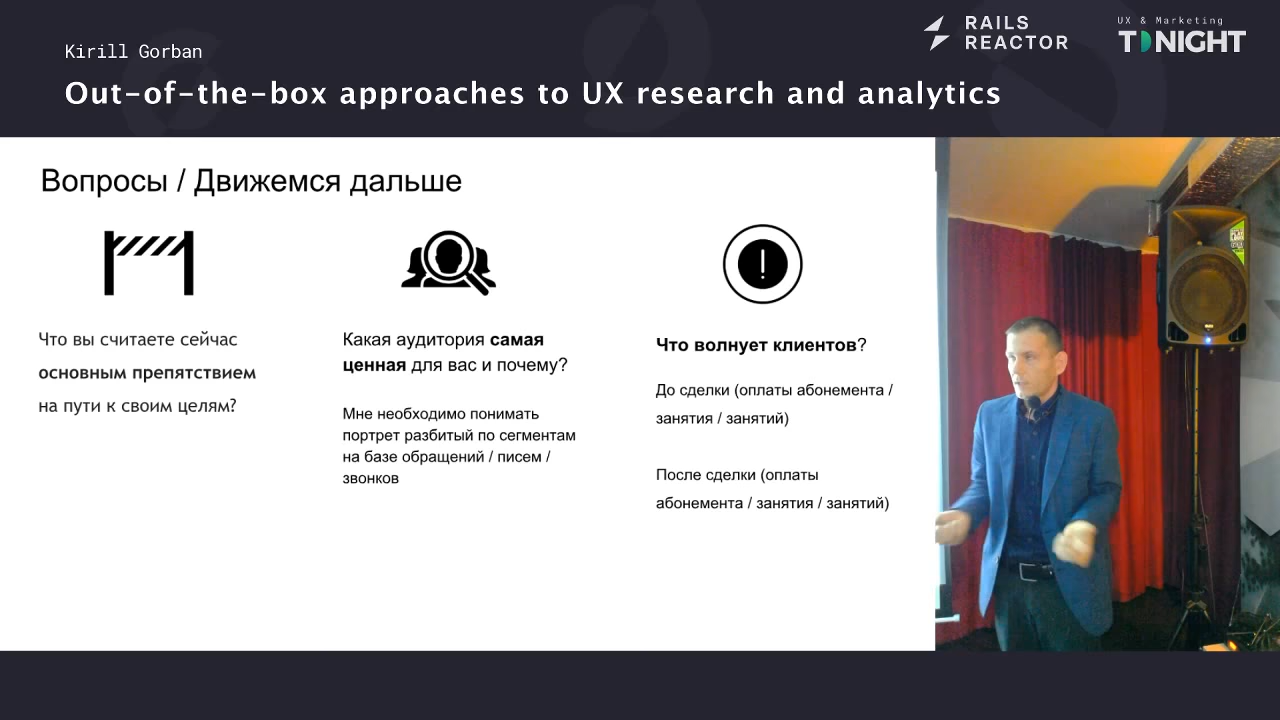 Kirill Gorban
Out-of-the-box approaches to UX research and analytics
RAILS
REACTOR
UX & Marketing
TONIGHT
Вопросы / Движемся дальше
Что вы считаете сейчас
основным препятствием
на пути к своим целям?
Какая аудитория самая
ценная для вас и почему?
Мне необходимо понимать
портрет разбитый по сегментам
на базе обращений / писем /
звонков
Что волнует клиентов?
До сделки (оплаты абонемента /
занятия / занятий)
После сделки (оплаты
абонемента / занятия / занятий)